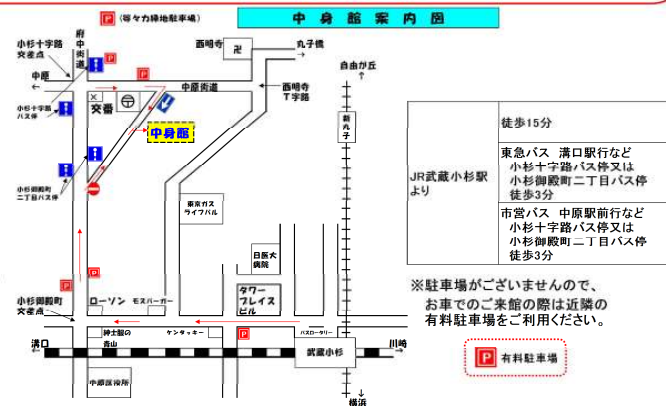 P (等々力緑地駐車場)
中身館案内図
小杉十字路
交差点
府中街道
西明寺
卍
丸子橋
→
自由が丘
↑
中原
←
P
P
中原街道
西明寺
T字路
小杉十字路
バス停
交番
中身館
新丸子
小杉御殿町
二丁目バス停
東京ガス
ライフバル
日医大
病院
P
P
小杉御殿町
交差点
ローソン
モスバーガー
タワー
プレイス
ビル
紳士服の
青山
ケンタッキー
P
バスロータリー
溝口
←
武蔵小杉
川崎
→
中原区役所
↓
横浜
JR武蔵小杉駅
より
徒歩15分
東急バス 溝口駅行など
小杉十字路バス停又は
小杉御殿町二丁目バス停
徒歩3分
市営バス 中原駅前行など
小杉十字路バス停又は
小杉御殿町二丁目バス停
徒歩3分
※駐車場がございませんので、
お車でのご来館の際は近隣の
有料駐車場をご利用ください。
P 有料駐車場